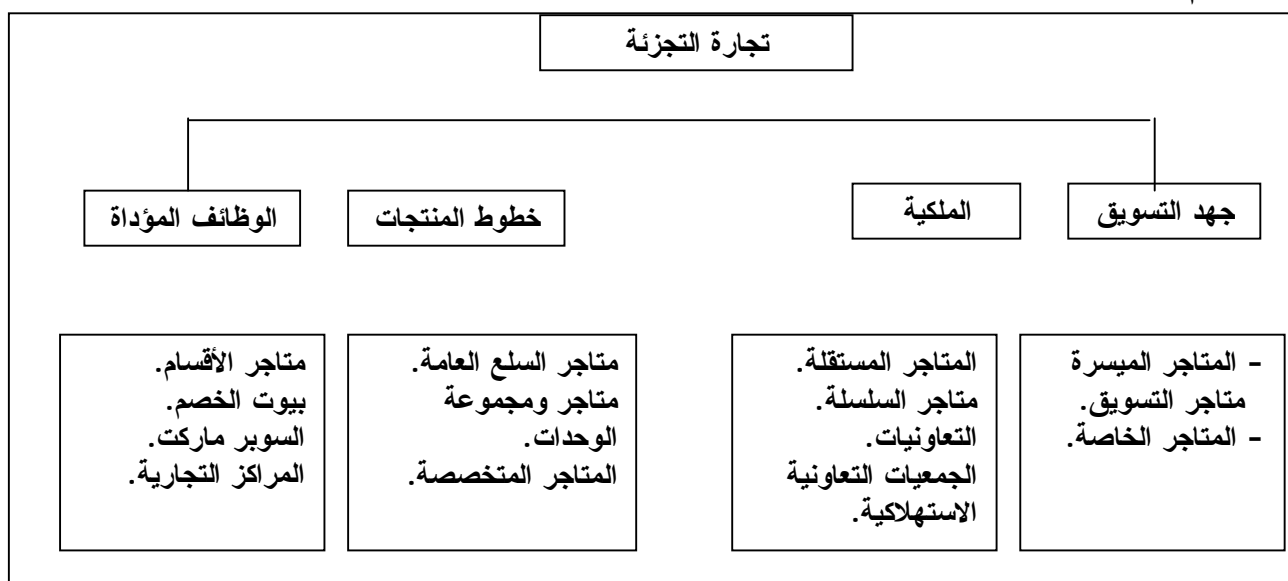 تجارة التجزئة
جهد التسويق
الملكية
خطوط المنتجات
الوظائف المؤداة
- المتاجر الميسرة
متاجر التسويق.
- المتاجر الخاصة.
المتاجر المستقلة.
متاجر السلسلة.
التعاونيات.
الجمعيات التعاونية
الاستهلاكية.
متاجر السلع العامة.
متاجر ومجموعة
الوحدات.
المتاجر المتخصصة.
متاجر الأقسام.
بيوت الخصم.
السوبر ماركت.
المراكز التجارية.